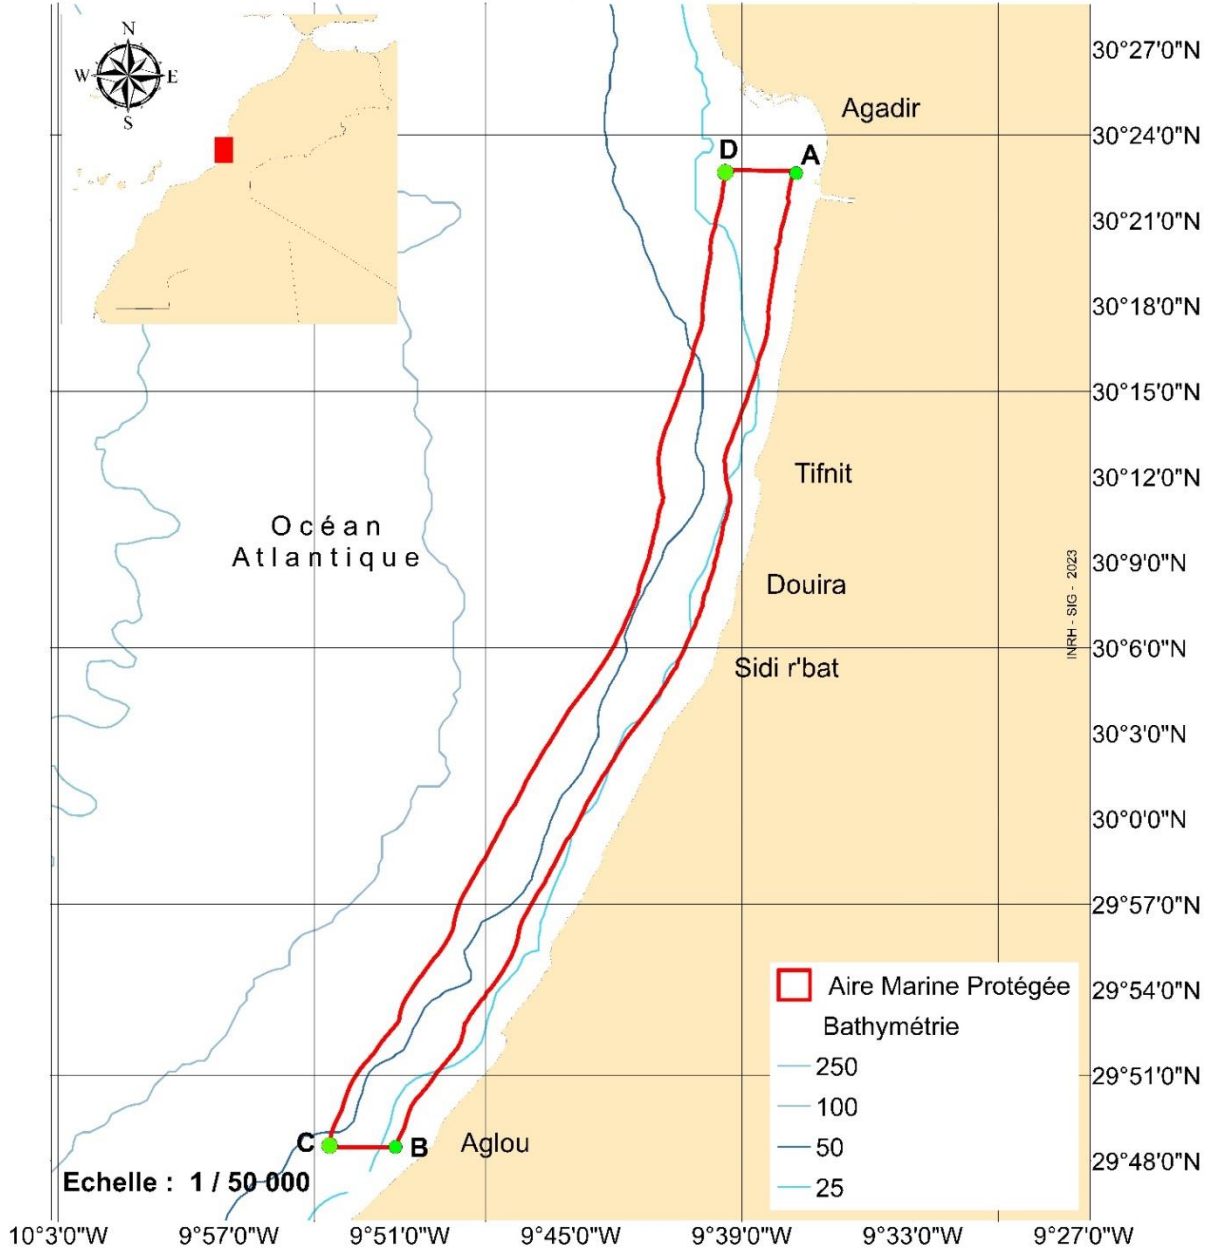 N
W
E
S
30°27'0"N
Agadir
30°24'0"N
D
A
30°21'0"N
30°18'0"N
30°15'0"N
Tifnit
30°12'0"N
Océan
Atlantique
30°9'0"N
Douira
INRH - SIG - 2023
30°6'0"N
Sidi r'bat
30°3'0"N
30°0'0"N
29°57'0"N
Aire Marine Protégée
29°54'0"N
Bathymétrie
250
29°51'0"N
100
C
B
Aglou
50
29°48'0"N
Echelle : 1 / 50 000
25
10°3'0"W
9°57'0"W
9°51'0"W
9°45'0"W
9°39'0"W
9°33'0"W
9°27'0"W